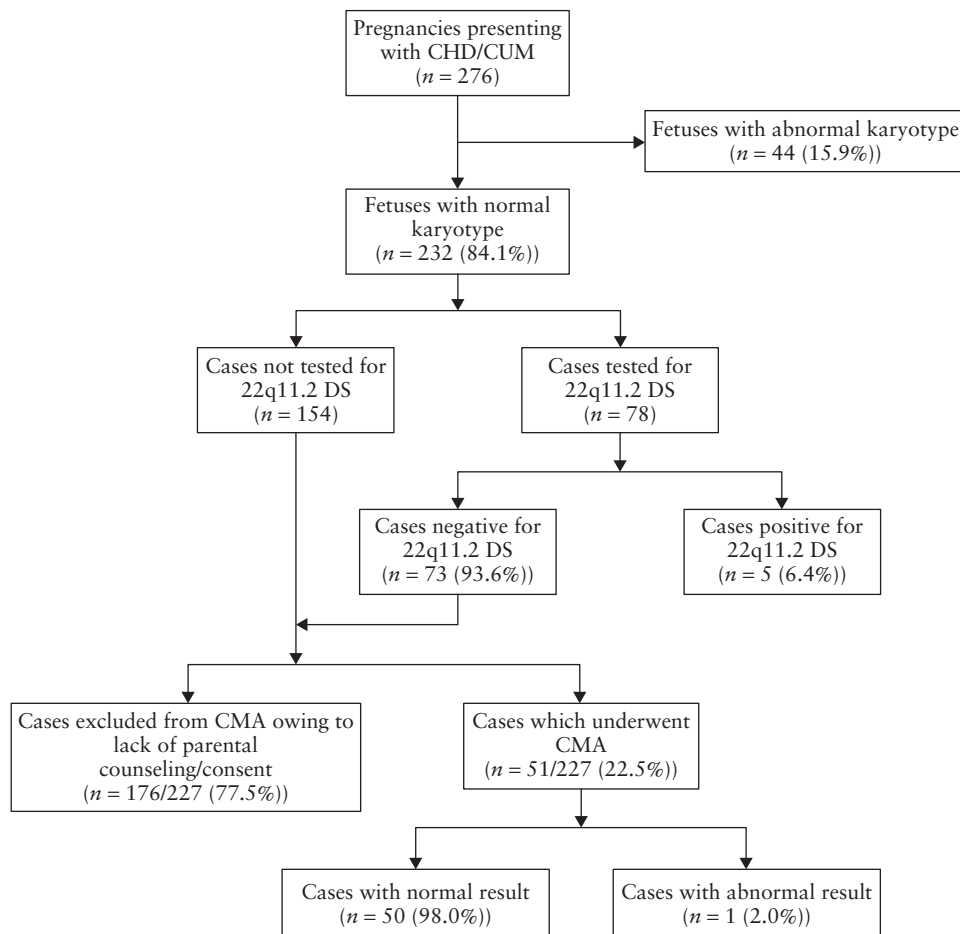 Pregnancies presenting
with CHD/CUM
(n = 276)
Fetuses with abnormal karyotype
(n = 44 (15.9%))
Fetuses with normal
karyotype
(n = 232 (84.1%))
Cases not tested for
22q11.2 DS
(n = 154)
Cases tested for
22q11.2 DS
(n = 78)
Cases negative for
22q11.2 DS
(n = 73 (93.6%))
Cases positive for
22q11.2 DS
(n = 5 (6.4%))
Cases excluded from CMA owing to
lack of parental
counseling/consent
(n = 176/227 (77.5%))
Cases which underwent
CMA
(n = 51/227 (22.5%))
Cases with normal result
(n = 50 (98.0%))
Cases with abnormal result
(n = 1 (2.0%))